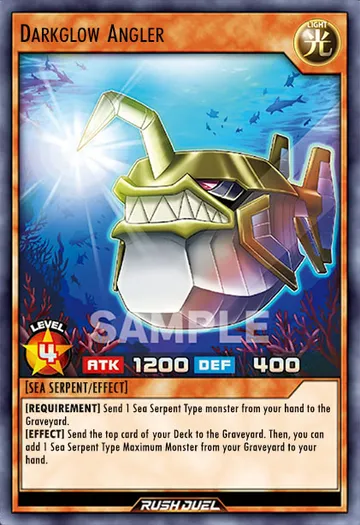 DARKGLOW ANGLER
LIGHT
光
SAMPLE
LEVEL
4
ATK 1200 DEF 400
[SEA SERPENT/EFFECT]
[REQUIREMENT] Send 1 Sea Serpent Type monster from your hand to the
Graveyard.
[EFFECT] Send the top card of your Deck to the Graveyard. Then, you can
add 1 Sea Serpent Type Maximum Monster from your Graveyard to your
hand.
RUSH DUEL